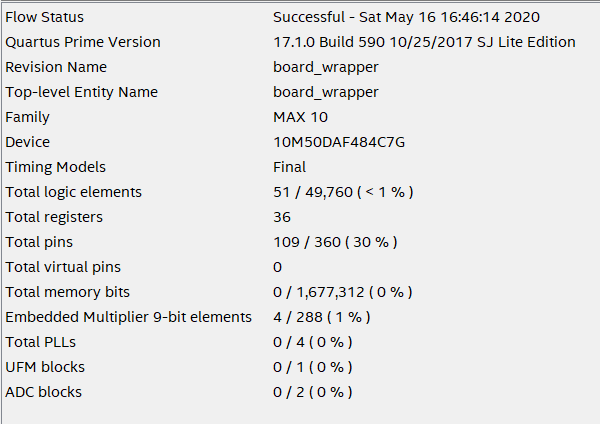 Flow Status Successful - Sat May 16 16:46:14 2020
Quartus Prime Version 17.1.0 Build 590 10/25/2017 SJ Lite Edition
Revision Name board_wrapper
Top-level Entity Name board_wrapper
Family MAX 10
Device 10M50DAF484C7G
Timing Models Final
Total logic elements 51 / 49,760 ( < 1 % )
Total registers 36
Total pins 109 / 360 ( 30 % )
Total virtual pins 0
Total memory bits 0 / 1,677,312 ( 0 % )
Embedded Multiplier 9-bit elements 4 / 288 ( 1 % )
Total PLLs 0 / 4 ( 0 % )
UFM blocks 0 / 1 ( 0 % )
ADC blocks 0 / 2 ( 0 % )